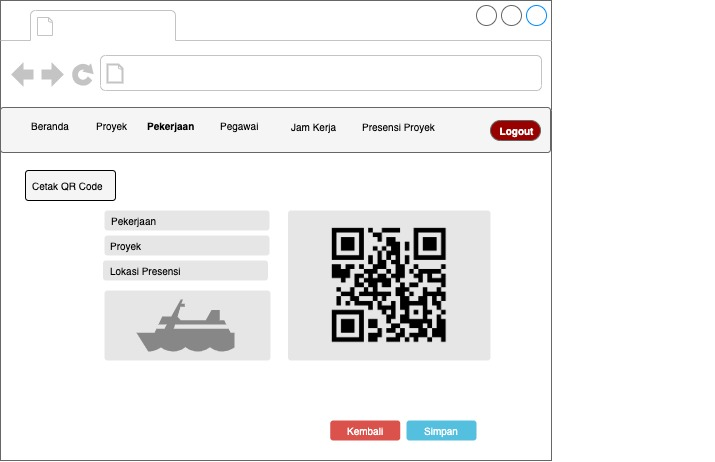 Beranda Proyek Pekerjaan Pegawai Jam Kerja Presensi Proyek Logout
Cetak QR Code
Pekerjaan
Proyek
Lokasi Presensi
Kembali Simpan